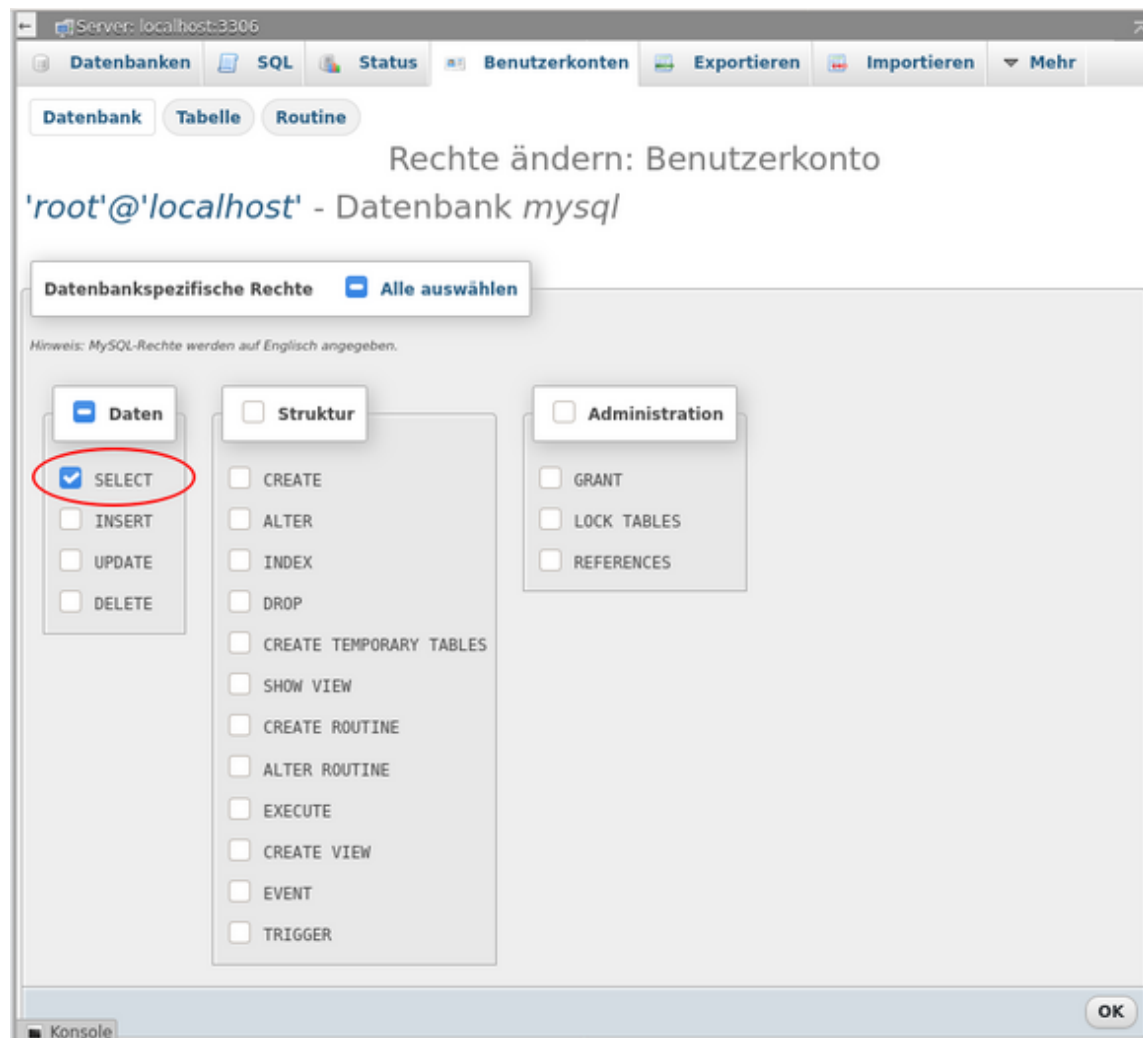 Server: localhost:3306
Datenbanken SQL Status Benutzerkonten Exportieren Importieren Mehr
Datenbank Tabelle Routine
Rechte ändern: Benutzerkonto
'root'@'localhost' - Datenbank mysql
Datenbankspezifische Rechte Alle auswählen
Hinweis: MySQL-Rechte werden auf Englisch angegeben.
Daten
SELECT
INSERT
UPDATE
DELETE
Struktur
CREATE
ALTER
INDEX
DROP
CREATE TEMPORARY TABLES
SHOW VIEW
CREATE ROUTINE
ALTER ROUTINE
EXECUTE
CREATE VIEW
EVENT
TRIGGER
Administration
GRANT
LOCK TABLES
REFERENCES
OK
Konsole